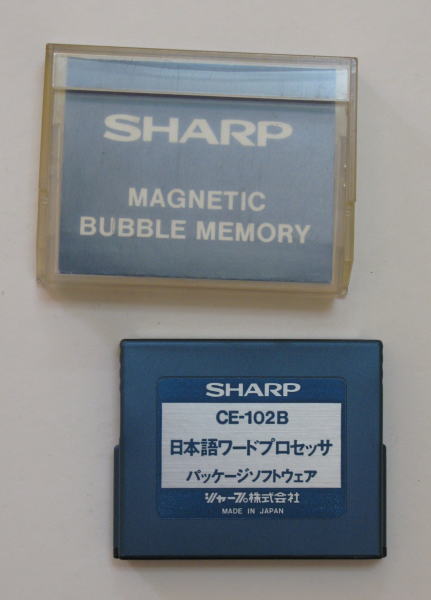 SHARP
MAGNETIC
BUBBLE MEMORY
SHARP
CE-102B
日本語ワードプロセッサ
パッケージソフトウェア
シャープ株式会社
MADE IN JAPAN